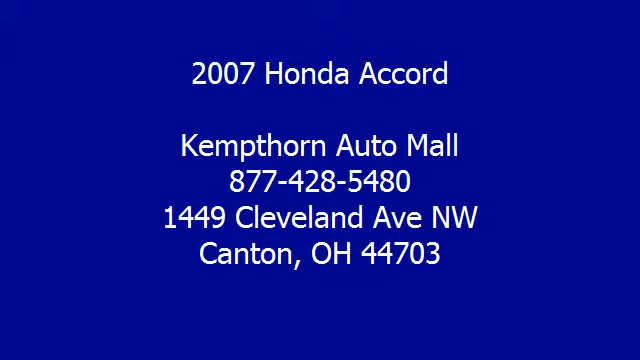 2007 Honda Accord
Kempthorn Auto Mall
877-428-5480
1449 Cleveland Ave NW
Canton, OH 44703